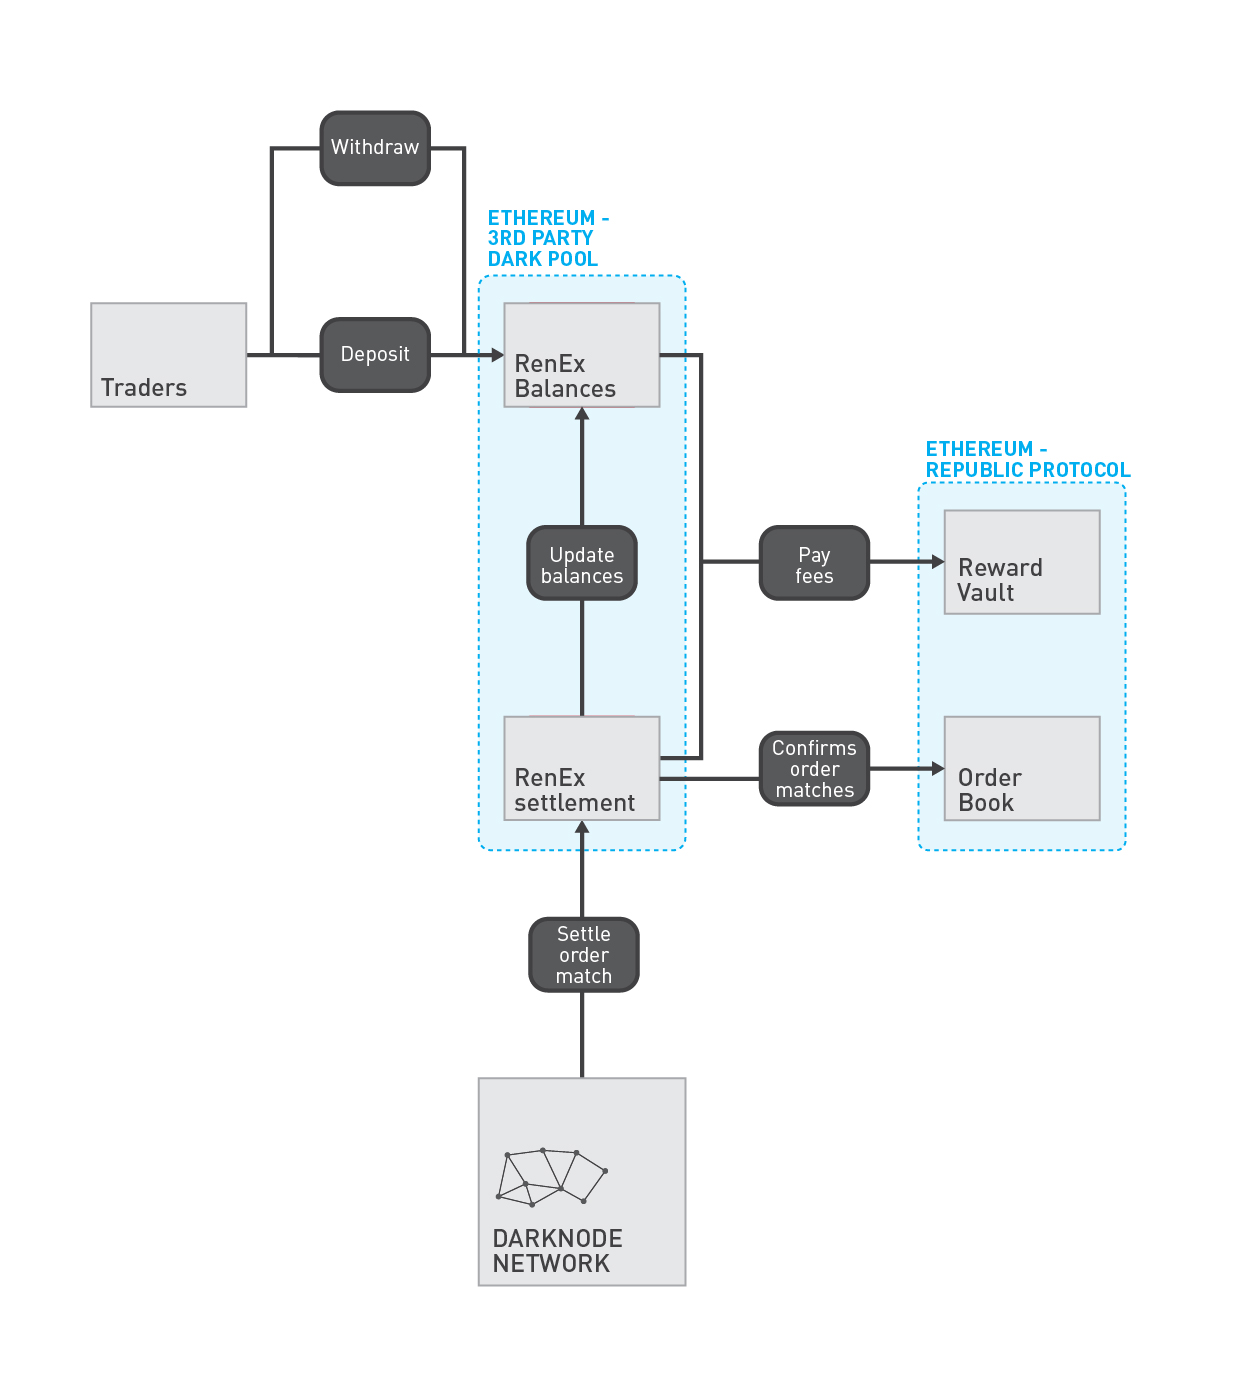 Withdraw
ETHEREUM -
3RD PARTY
DARK POOL
Traders
Deposit
RenEx
Balances
ETHEREUM -
REPUBLIC PROTOCOL
Update
balances
Pay
fees
Reward
Vault
RenEx
settlement
Confirms
order
matches
Order
Book
Settle
order
match
DARKNODE
NETWORK